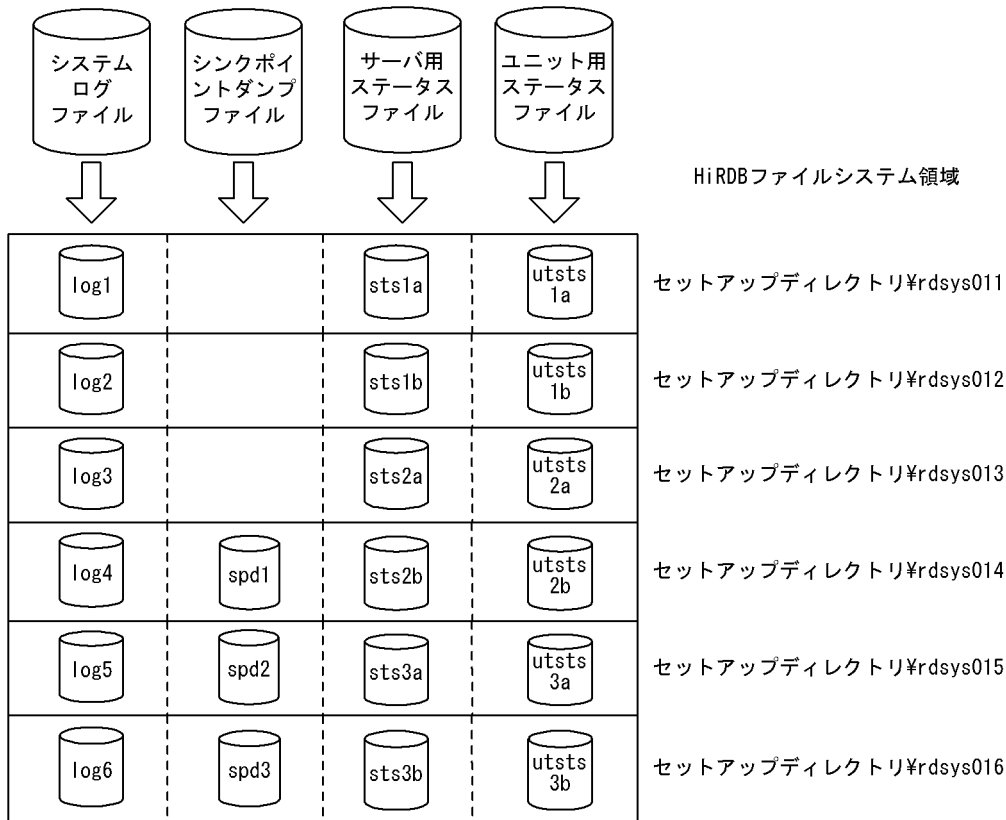 システム
ログ
ファイル
シンクポイ
ントダンプ
ファイル
サーバ用
ステータス
ファイル
ユニット用
ステータス
ファイル
HiRDBファイルシステム領域
log1
sts1a
utsts
1a
セットアップディレクトリ¥rdsys011
log2
sts1b
utsts
1b
セットアップディレクトリ¥rdsys012
log3
sts2a
utsts
2a
セットアップディレクトリ¥rdsys013
log4
spd1
sts2b
utsts
2b
セットアップディレクトリ¥rdsys014
log5
spd2
sts3a
utsts
3a
セットアップディレクトリ¥rdsys015
log6
spd3
sts3b
utsts
3b
セットアップディレクトリ¥rdsys016